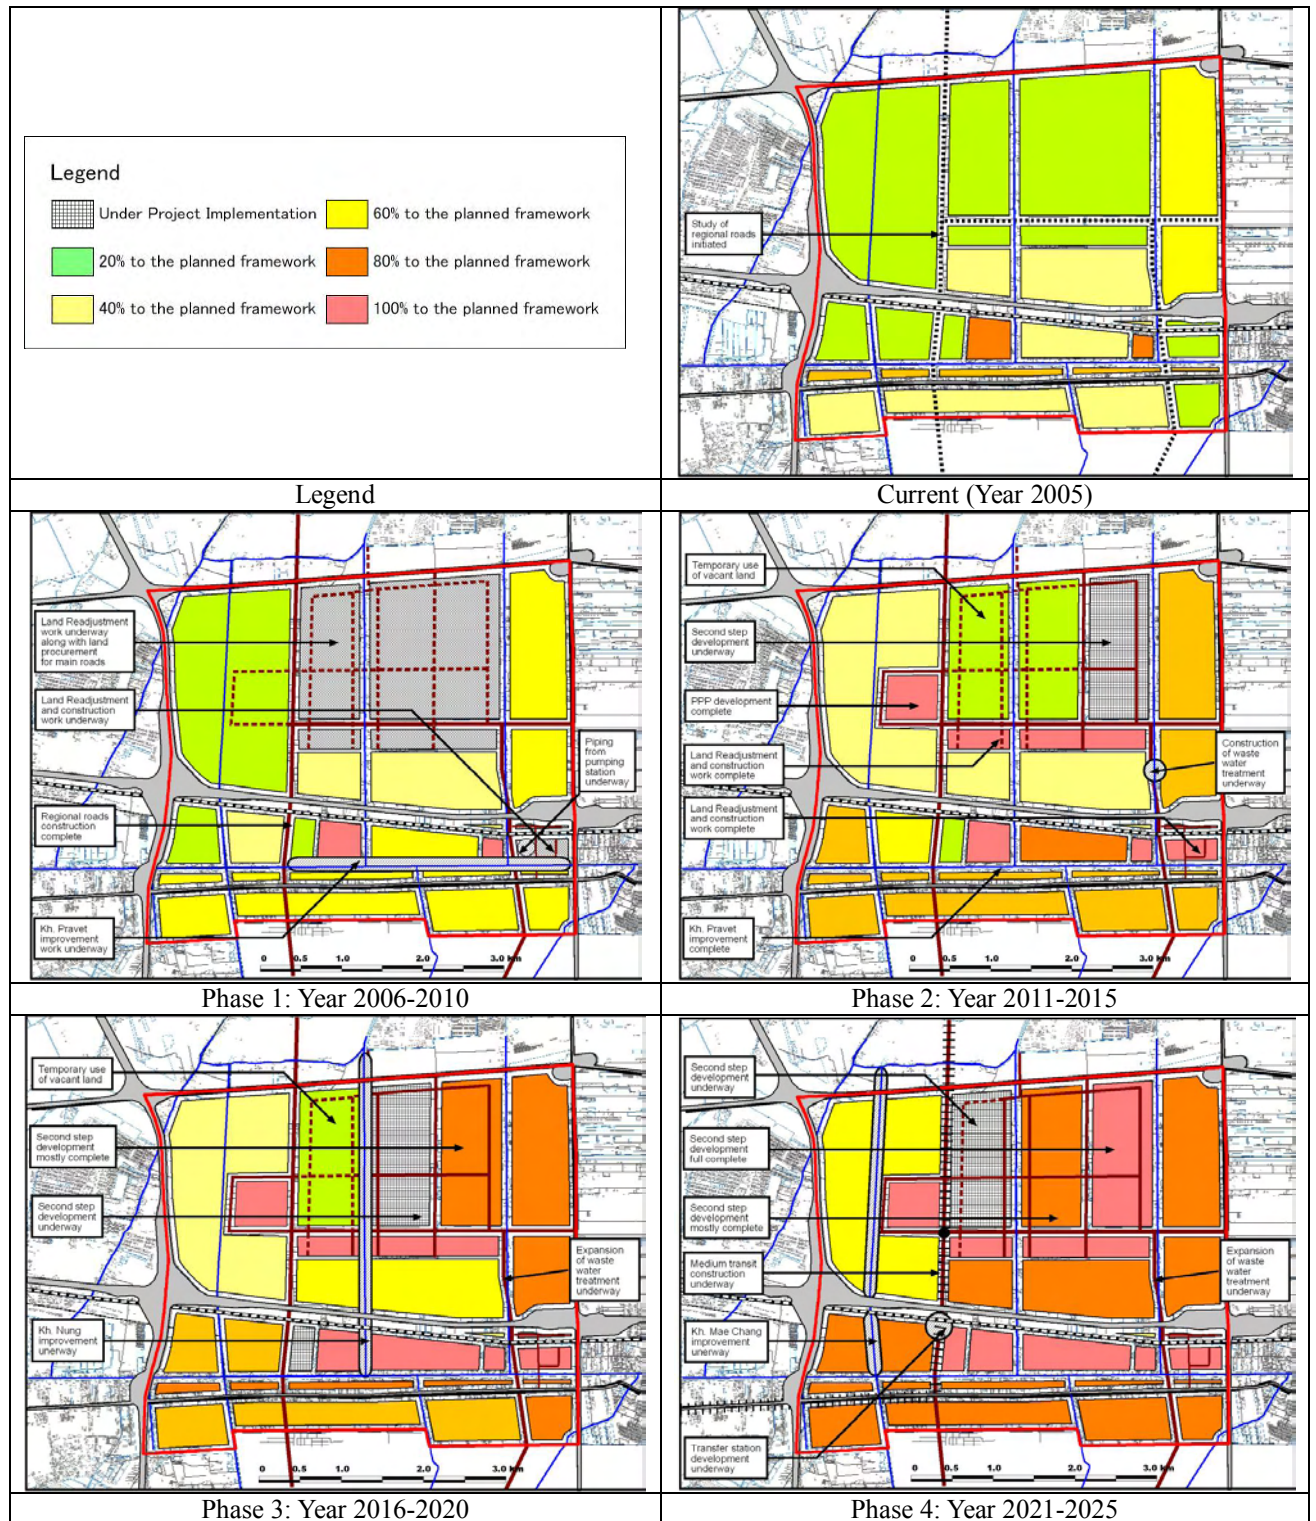 Legend
Under Project Implementation
60% to the planned framework
20% to the planned framework
80% to the planned framework
40% to the planned framework
100% to the planned framework
Study of
regional roads
initiated
Legend
Current (Year 2005)
Land Readjustment
work underway
along with land
procurement
for main roads
Land Readjustment
and construction
work underway
Piping
from
pumping
station
underway
Regional roads
construction
complete
Kh. Pravet
improvement
work underway
0 0.5 1.0 2.0 3.0 km
Temporary use
of vacant land
Second step
development
underway
PPP development
complete
Land Readjustment
and construction
work complete
Construction
of waste
water
treatment
underway
Land Readjustment
and construction
work complete
Kh. Pravet
improvement
complete
0 0.5 1.0 2.0 3.0 km
Phase 1: Year 2006-2010
Phase 2: Year 2011-2015
Temporary use
of vacant land
Second step
development
mostly complete
Second step
development
underway
Expansion
of waste
water
treatment
underway
Kh. Nung
improvement
unerway
0 0.5 1.0 2.0 3.0 km
Second step
development
underway
Second step
development
full complete
Second step
development
mostly complete
Medium transit
construction
underway
Expansion
of waste
water
treatment
underway
Kh. Mae Chang
improvement
unerway
Transfer station
development
underway
0 0.5 1.0 2.0 3.0 km
Phase 3: Year 2016-2020
Phase 4: Year 2021-2025